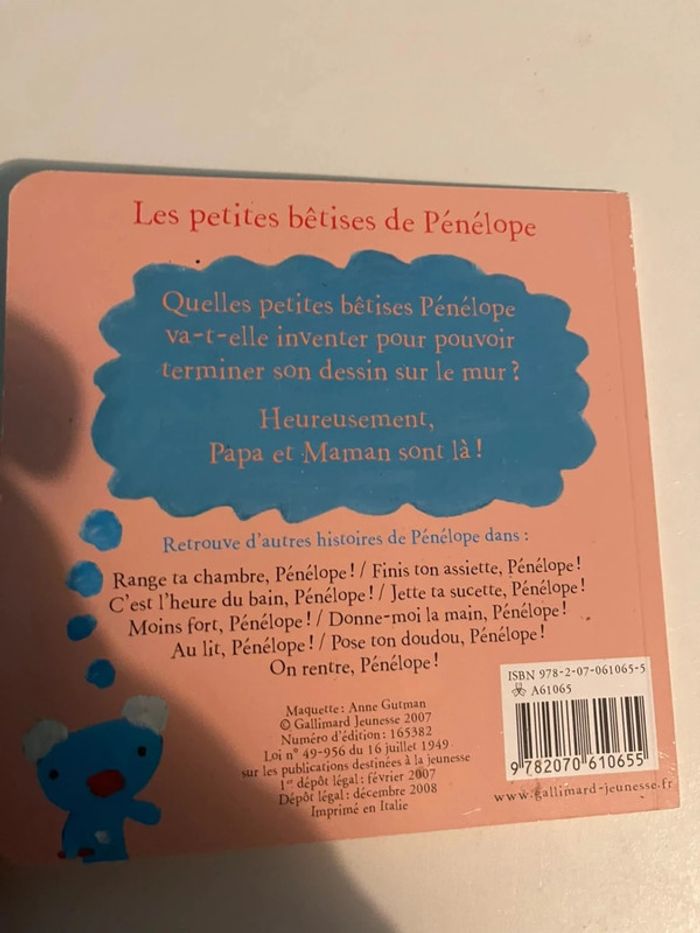 Les petites bêtises de Pénélope
Quelles petites bêtises Pénélope
va-t-elle inventer pour pouvoir
terminer son dessin sur le mur ?
Heureusement,
Papa et Maman sont là !
Retrouve d'autres histoires de Pénélope dans :
Range ta chambre, Pénélope ! / Finis ton assiette, Pénélope !
C'est l'heure du bain, Pénélope ! / Jette ta sucette, Pénélope !
Moins fort, Pénélope ! / Donne-moi la main, Pénélope !
Au lit, Pénélope ! / Pose ton doudou, Pénélope !
On rentre, Pénélope !
Maquette : Anne Gutman
© Gallimard Jeunesse 2007
Numéro d'édition : 165382
Loi n° 49-956 du 16 juillet 1949
sur les publications destinées à la jeunesse
1er dépôt légal : février 2007
Dépôt légal : décembre 2008
Imprimé en Italie
ISBN 978-2-07-061065-5
A61065
9 782070 610655
www.gallimard-jeunesse.fr